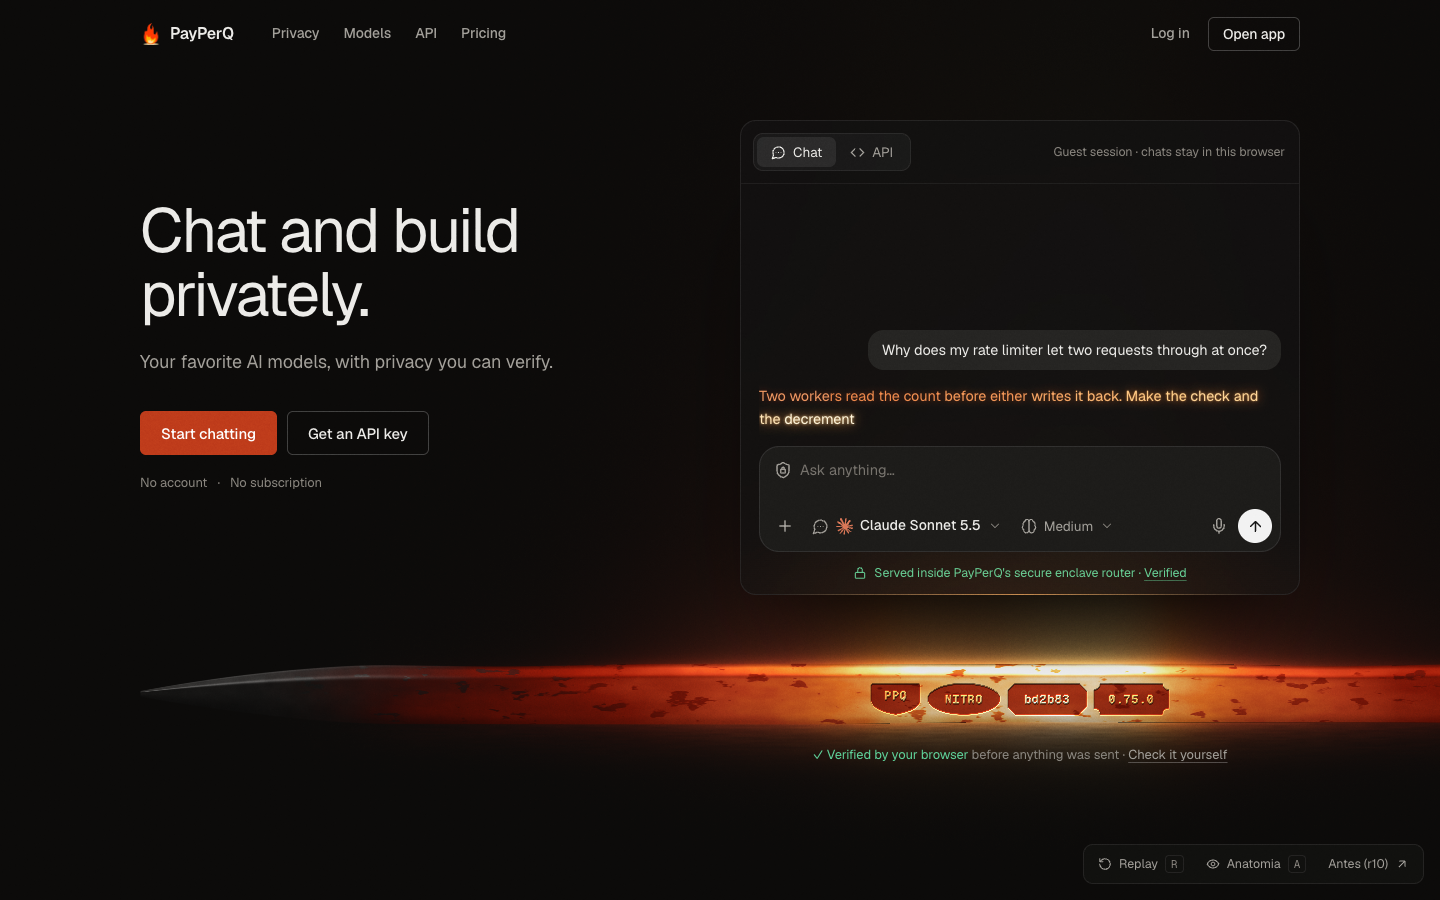 PayPerQ
Privacy
Models
API
Pricing
Log in
Open app
Chat
API
Guest session · chats stay in this browser
Chat and build
privately.
Your favorite AI models, with privacy you can verify.
Start chatting
Get an API key
No account · No subscription
Why does my rate limiter let two requests through at once?
Two workers read the count before either writes it back. Make the check and
the decrement
Ask anything...
Claude Sonnet 5.5
Medium
Served inside PayPerQ's secure enclave router · Verified
PPQ
NITRO
bd2b83
0.75.0
✓ Verified by your browser before anything was sent · Check it yourself
Replay R
Anatomia A
Antes (r10)